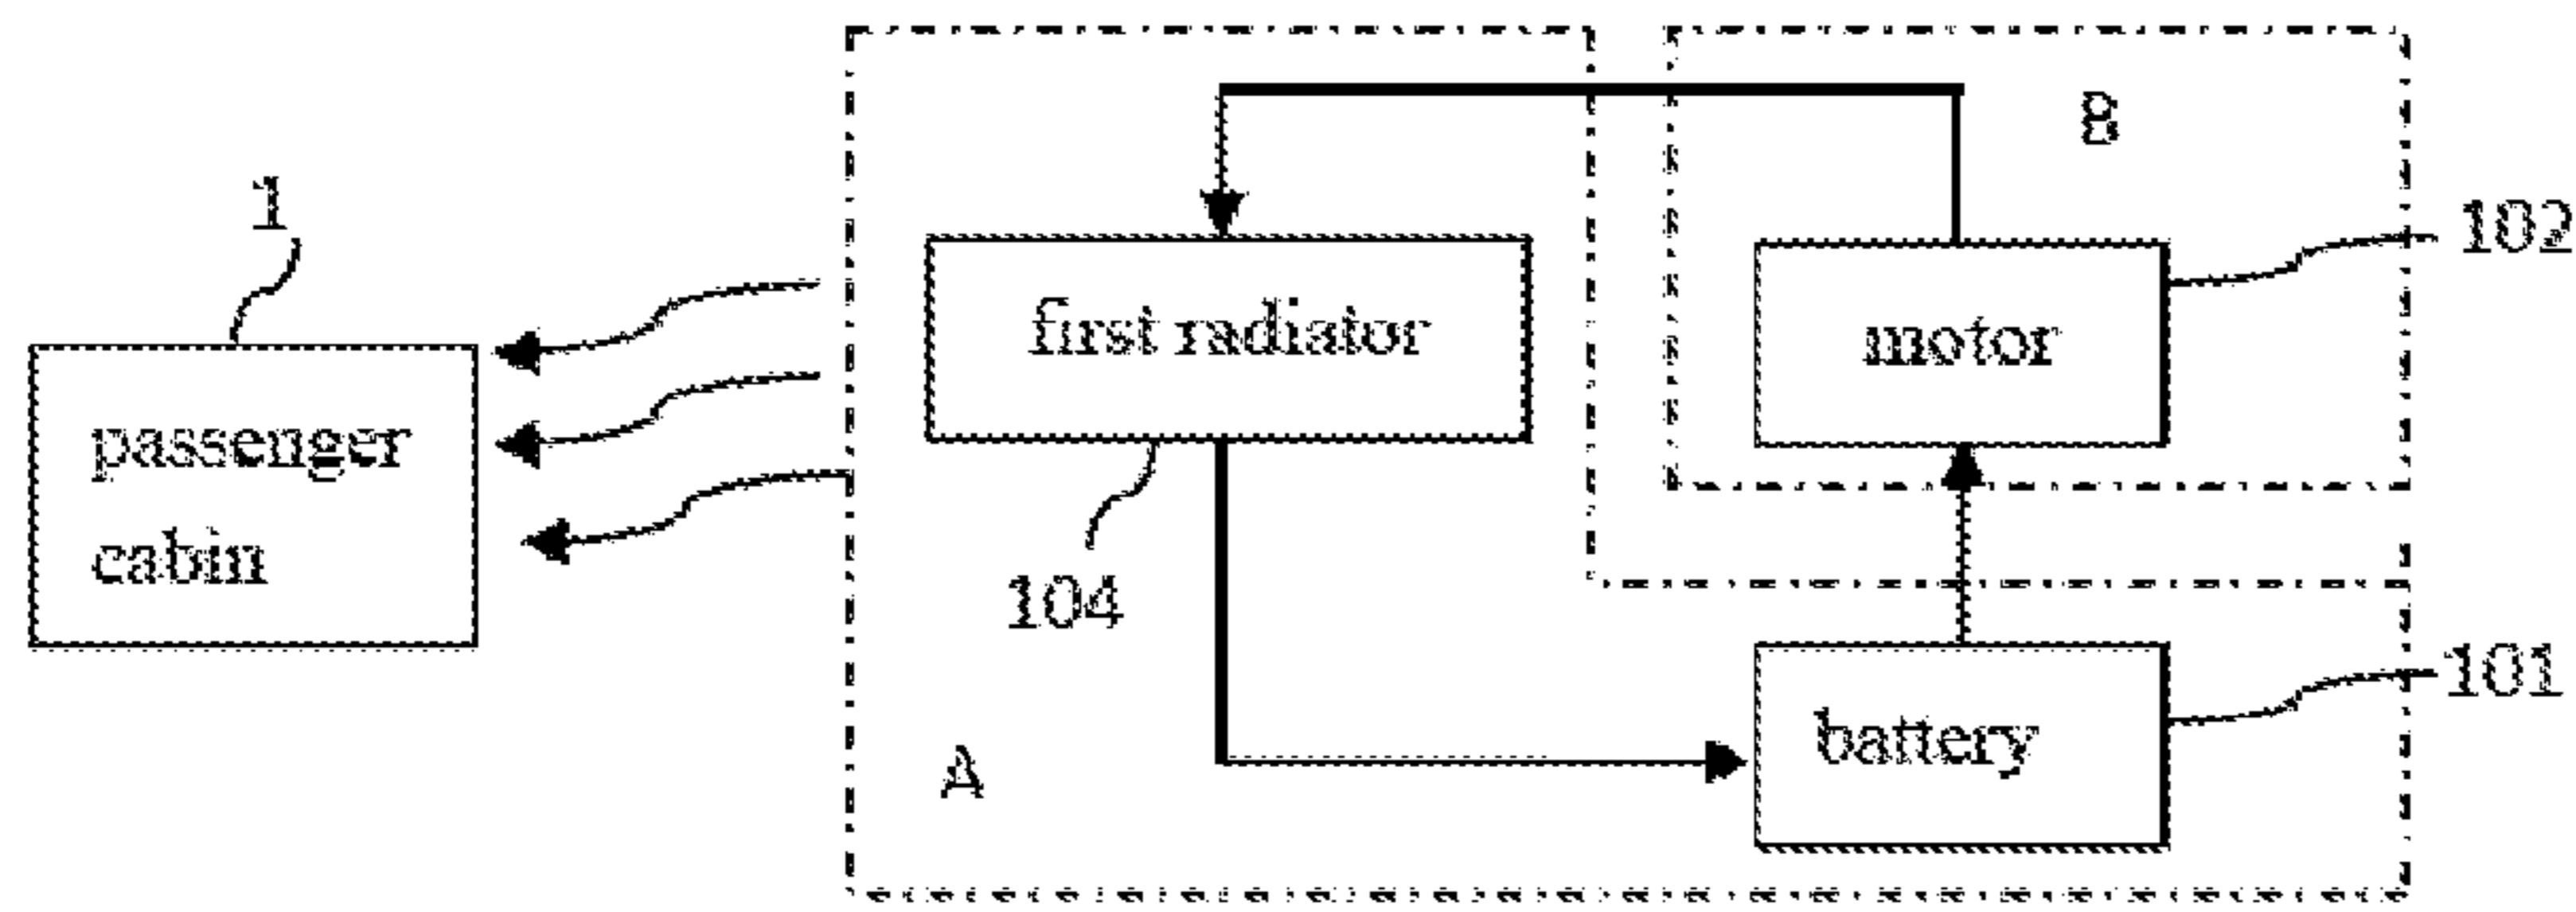 B
1
102
first radiator
motor
passenger
cabin
104
101
battery
A